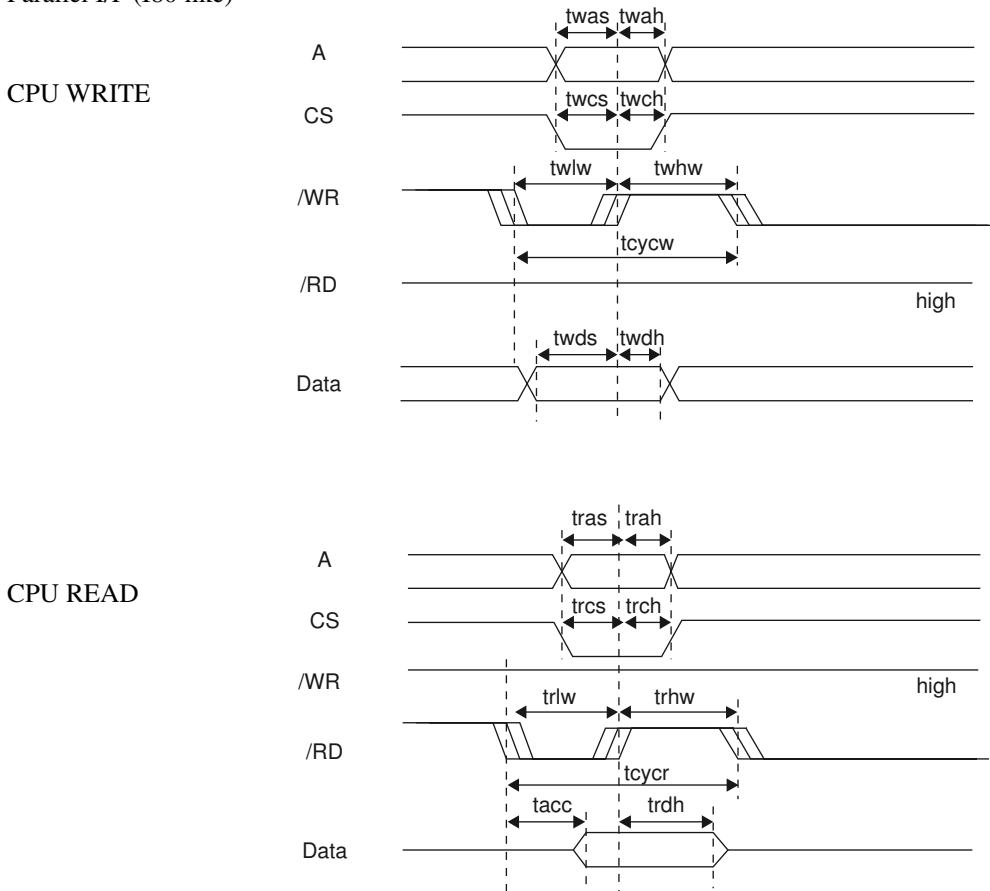 Parallel I/F (I80 like)
twas twah
A
CPU WRITE
twcs twch
CS
twlw twhw
/WR
tcycw
/RD
high
twds twdh
Data
tras trah
A
CPU READ
trcs trch
CS
/WR
high
trlw trhw
/RD
tcycr
tacc trdh
Data